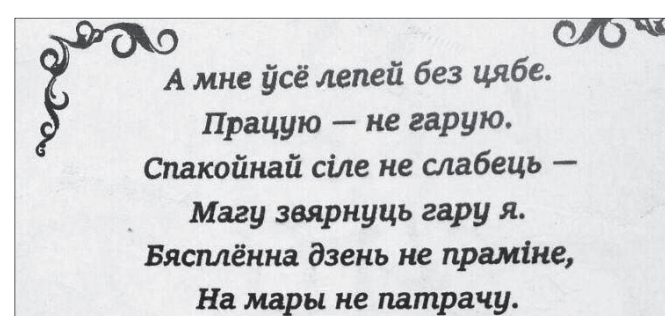 А мне ўсё лепей без цябе.
Працую — не гарую.
Спакойнай сіле не слабець —
Магу звярнуць гару я.
Бясплённа дзень не праміне,
На мары не патрачу.